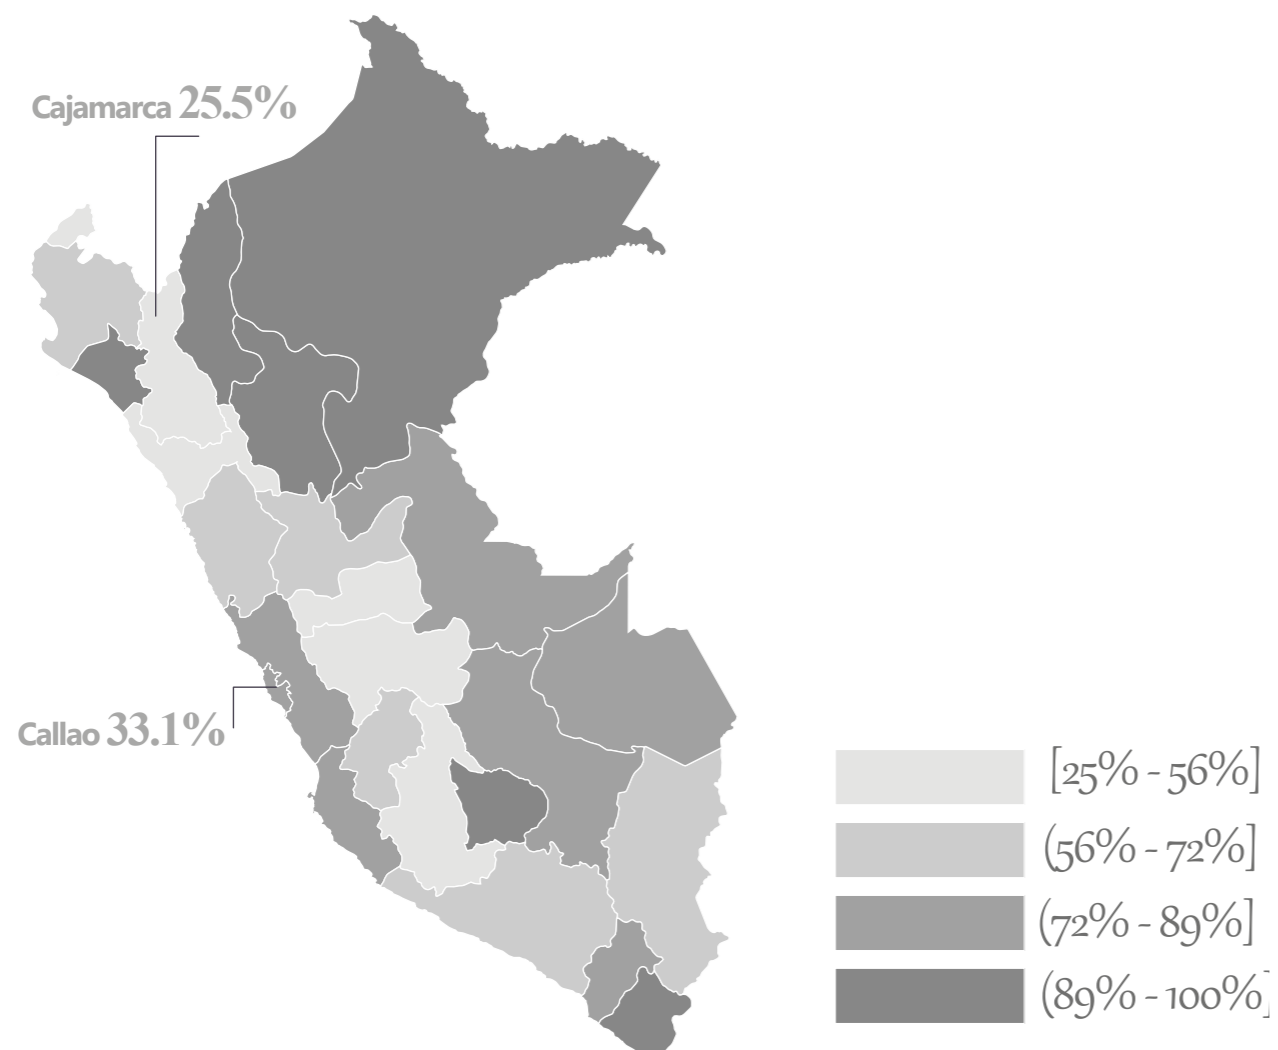 Cajamarca 25.5%
Callao 33.1%
[25% - 56%]
(56% - 72%]
(72% - 89%]
(89% - 100%]